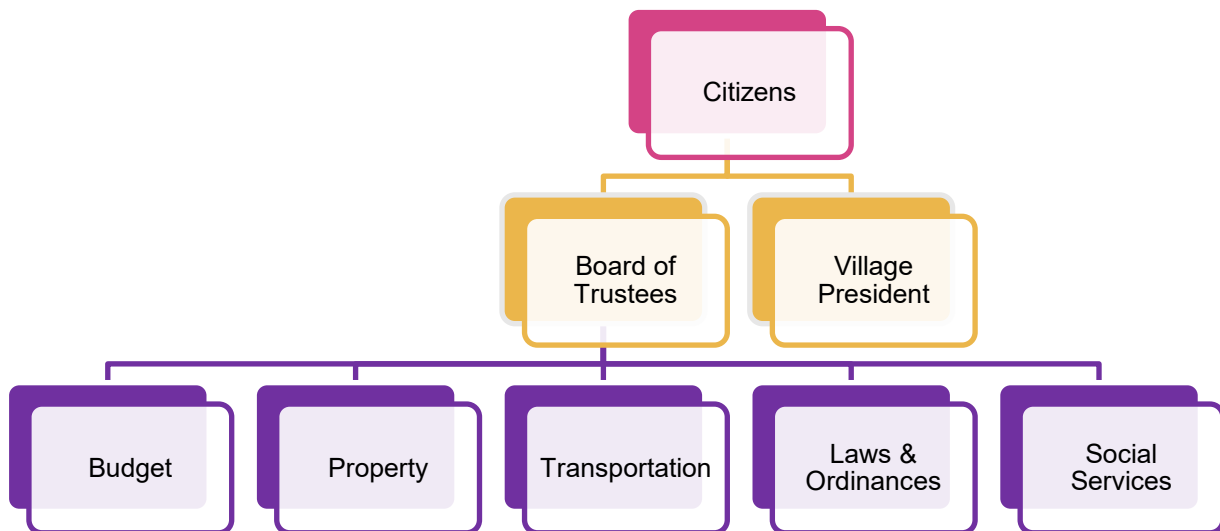 Citizens
Board of
Trustees
Village
President
Budget
Property
Transportation
Laws &
Ordinances
Social
Services